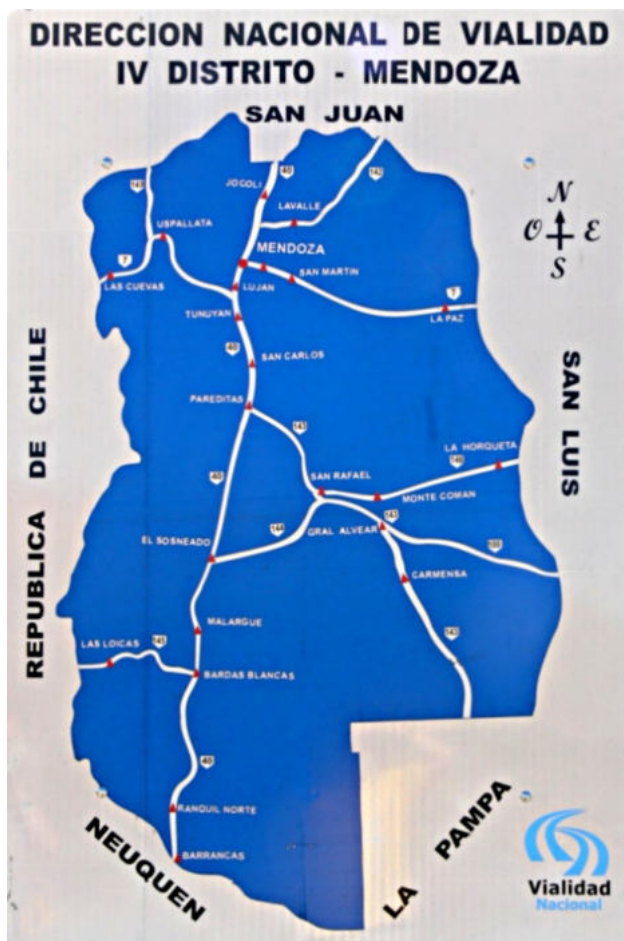 DIRECCION NACIONAL DE VIALIDAD
IV DISTRITO - MENDOZA
SAN JUAN
40
142
JOCOLI
LAVALLE
USPALLATA
N
O E
S
MENDOZA
7
LAS CUEVAS
LUJAN
SAN MARTIN
7
LA PAZ
TUNUYAN
40
SAN CARLOS
PAREDITAS
143
REPUBLICA DE CHILE
SAN LUIS
LA HORQUETA
146
40
SAN RAFAEL
MONTE COMAN
144
GRAL ALVEAR
143
EL SOSNEADO
188
CARMENSA
MALARGUE
143
LAS LOICAS
145
BARDAS BLANCAS
40
RANQUIL NORTE
BARRANCAS
NEUQUEN
LA PAMPA
Vialidad
Nacional